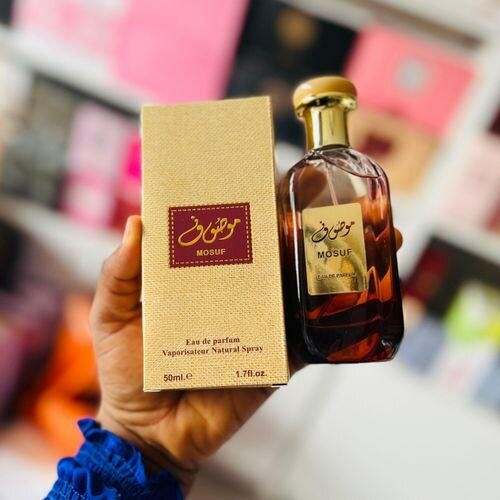 موصوف
MOSUF
Eau de parfum
Vaporisateur Natural Spray
50ml.e
1.7fl.oz.
موصوف
MOSUF
EAU DE PARFUM